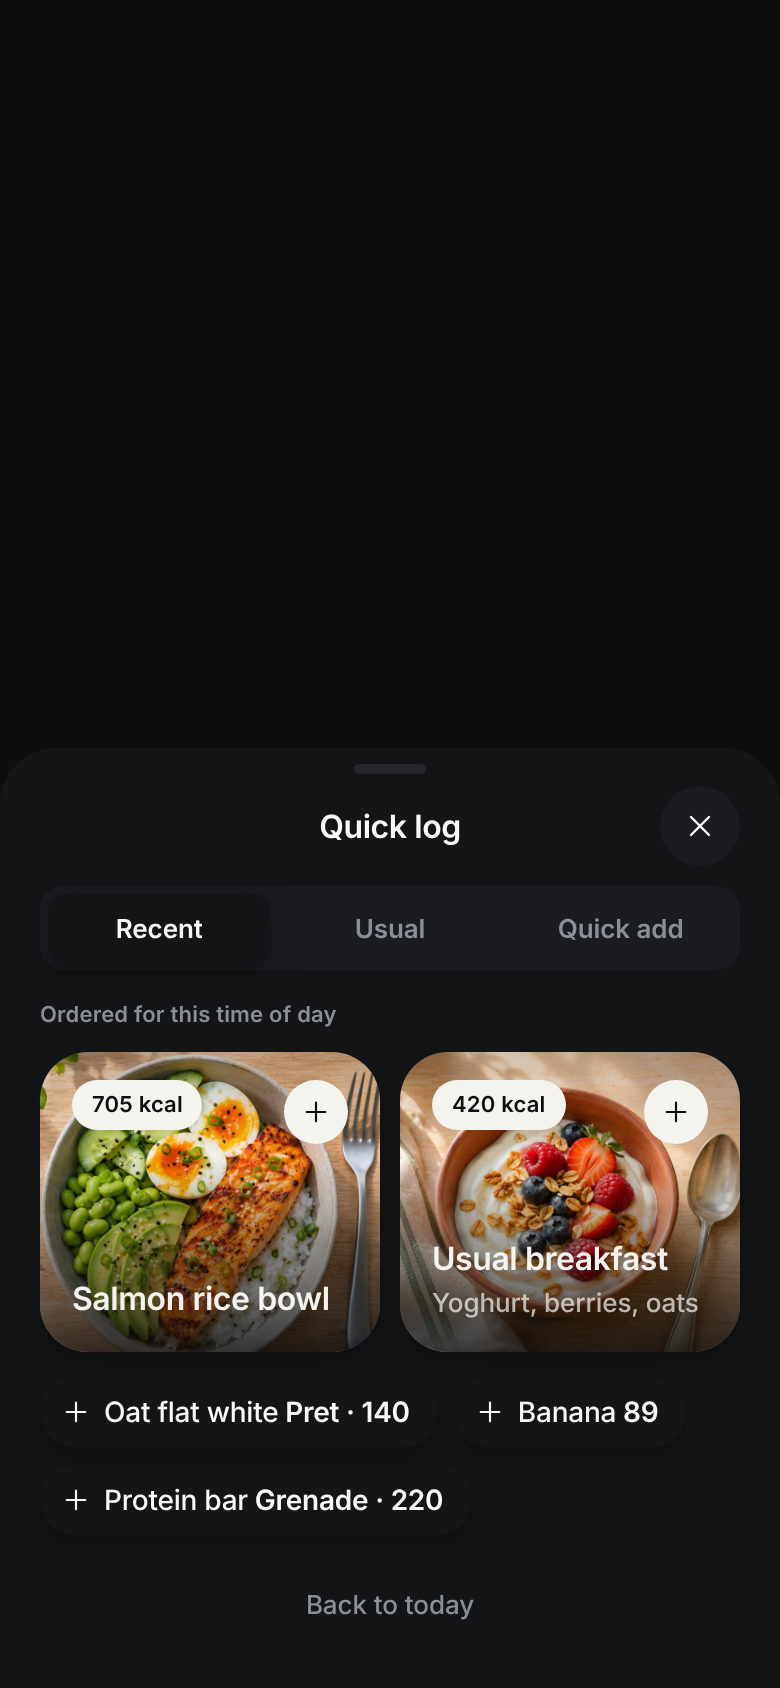 Quick log
Recent
Usual
Quick add
Ordered for this time of day
705 kcal
Salmon rice bowl
420 kcal
Usual breakfast
Yoghurt, berries, oats
Oat flat white Pret · 140
Banana 89
Protein bar Grenade · 220
Back to today